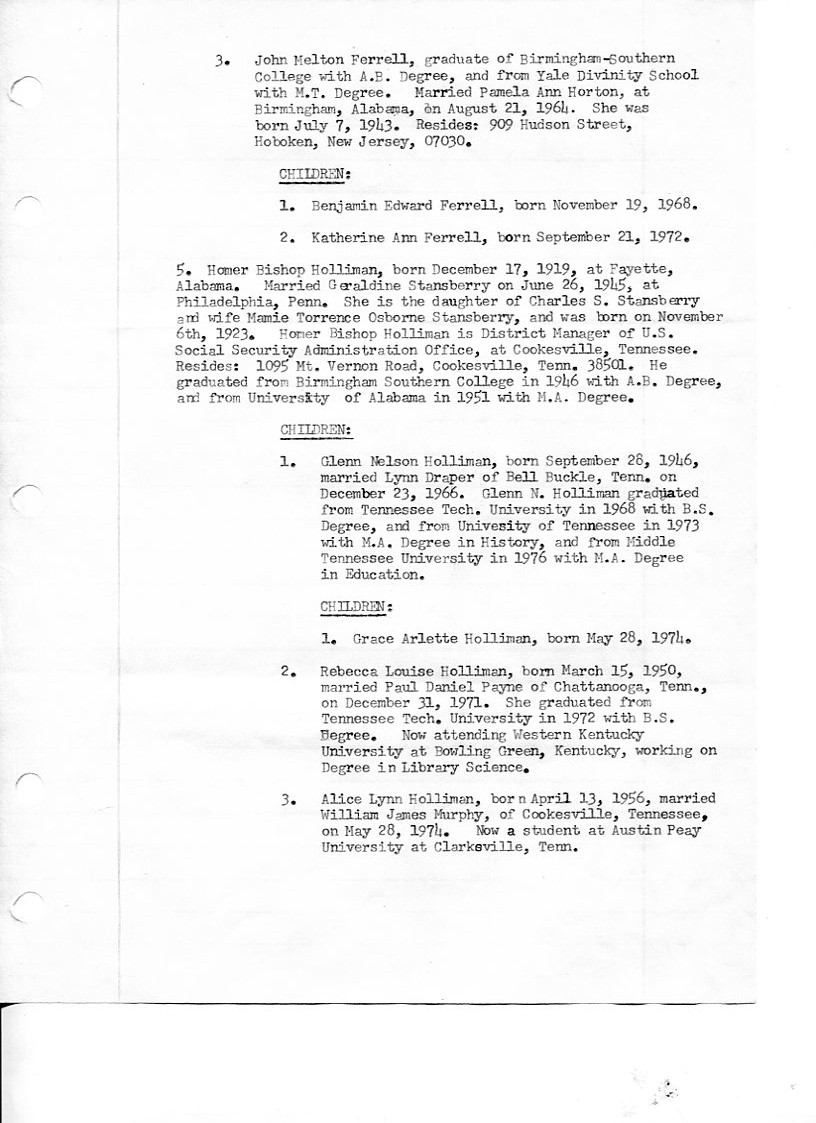 3. John Melton Ferrell, graduate of Birmingham-Southern
College with A.B. Degree, and from Yale Divinity School
with M.T. Degree. Married Pamela Ann Horton, at
Birmingham, Alabama, on August 21, 1964. She was
born July 7, 1943. Resides: 909 Hudson Street,
Hoboken, New Jersey, 07030.
CHILDREN:
1. Benjamin Edward Ferrell, born November 19, 1968.
2. Katherine Ann Ferrell, born September 21, 1972.
5. Homer Bishop Holliman, born December 17, 1919, at Fayette,
Alabama. Married Geraldine Stansberry on June 26, 1945, at
Philadelphia, Penn. She is the daughter of Charles S. Stansberry
and wife Mamie Torrence Osborne Stansberry, and was born on November
6th, 1923. Homer Bishop Holliman is District Manager of U.S.
Social Security Administration Office, at Cookesville, Tennessee.
Resides: 1095 Mt. Vernon Road, Cookesville, Tenn. 38501. He
graduated from Birmingham Southern College in 1946 with A.B. Degree,
and from University of Alabama in 1951 with M.A. Degree.
CHILDREN:
1. Glenn Nelson Holliman, born September 28, 1946,
married Lynn Draper of Bell Buckle, Tenn. on
December 23, 1966. Glenn N. Holliman graduated
from Tennessee Tech. University in 1968 with B.S.
Degree, and from Univesity of Tennessee in 1973
with M.A. Degree in History, and from Middle
Tennessee University in 1976 with M.A. Degree
in Education.
CHILDREN:
1. Grace Arlette Holliman, born May 28, 1974.
2. Rebecca Louise Holliman, born March 15, 1950,
married Paul Daniel Payne of Chattanooga, Tenn.,
on December 31, 1971. She graduated from
Tennessee Tech. University in 1972 with B.S.
Degree. Now attending Western Kentucky
University at Bowling Green, Kentucky, working on
Degree in Library Science.
3. Alice Lynn Holliman, born April 13, 1956, married
William James Murphy, of Cookesville, Tennessee,
on May 28, 1974. Now a student at Austin Peay
University at Clarksville, Tenn.